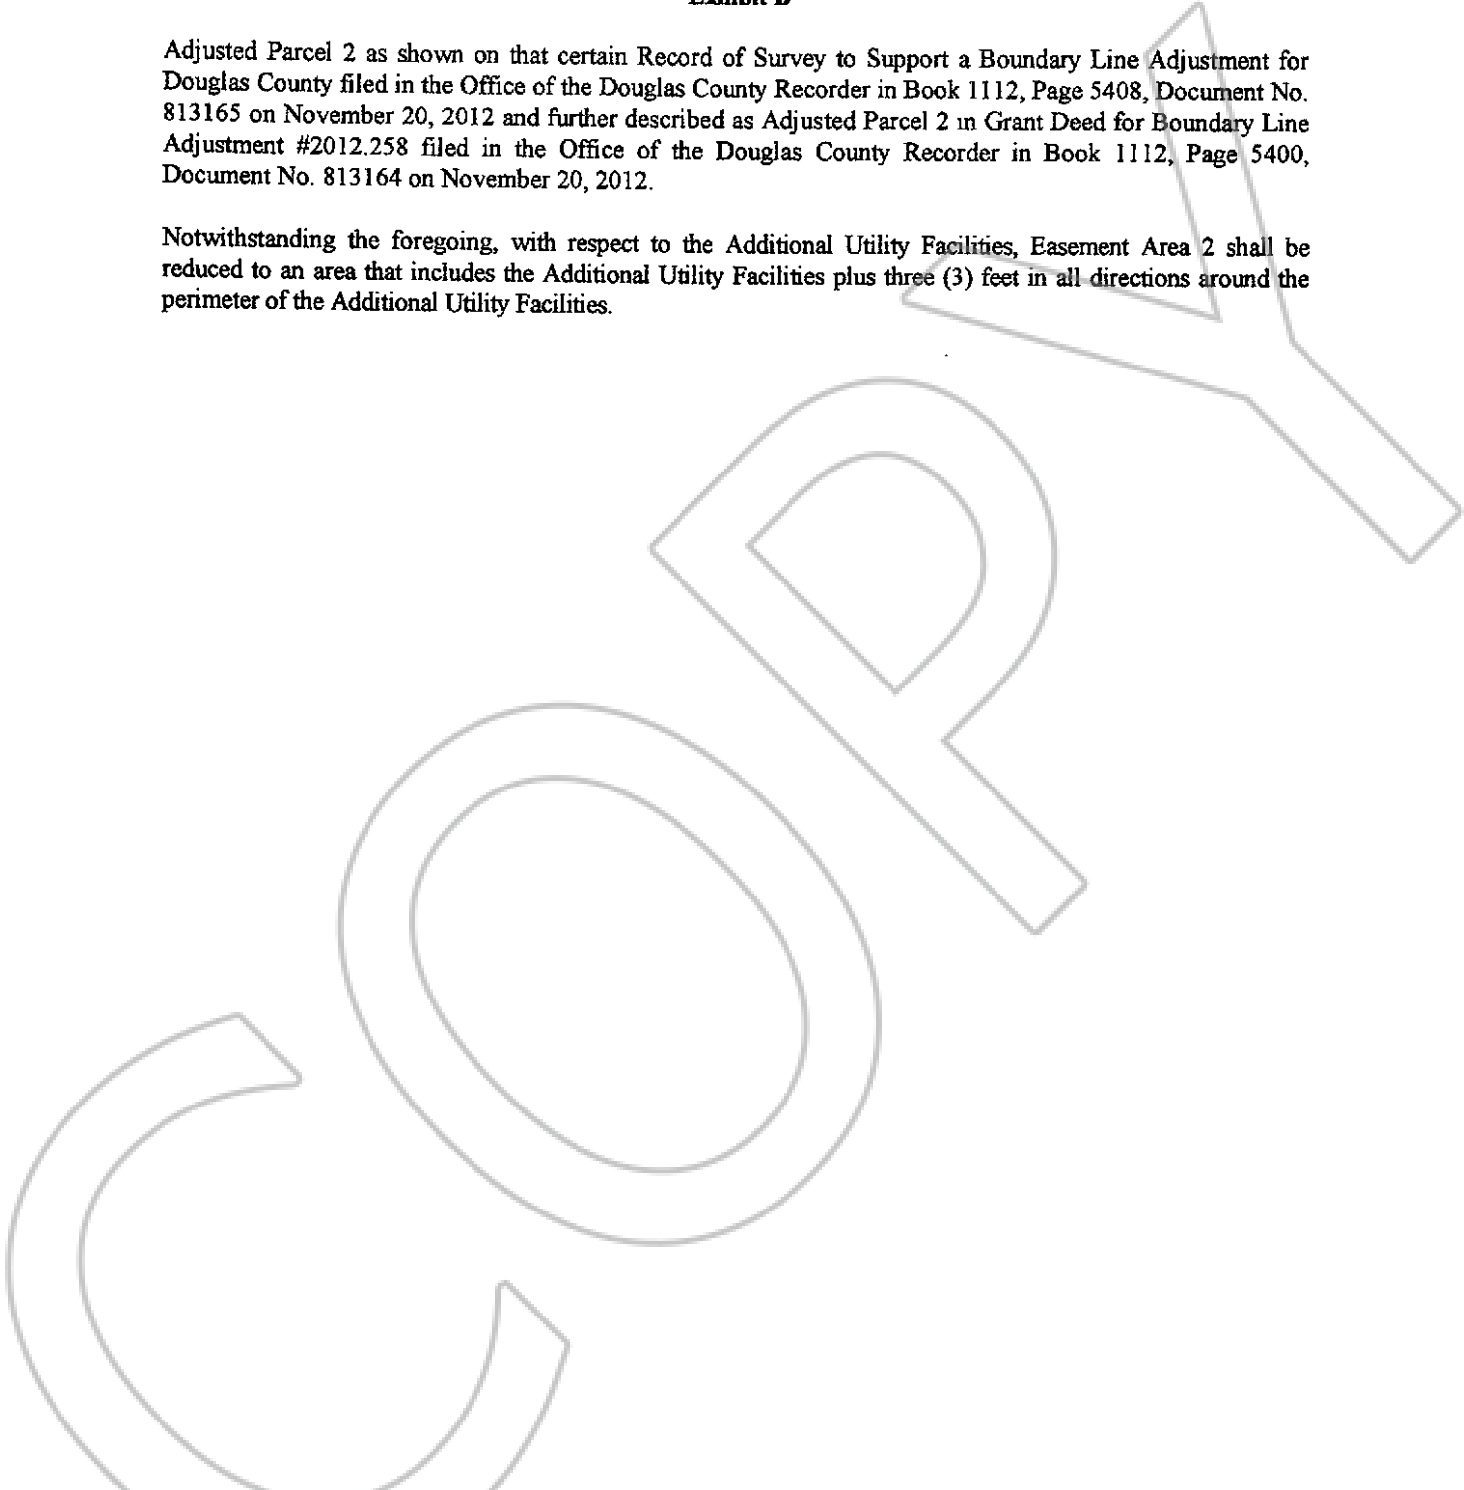 Adjusted Parcel 2 as shown on that certain Record of Survey to Support a Boundary Line Adjustment for
Douglas County filed in the Office of the Douglas County Recorder in Book 1112, Page 5408, Document No.
813165 on November 20, 2012 and further described as Adjusted Parcel 2 in Grant Deed for Boundary Line
Adjustment #2012.258 filed in the Office of the Douglas County Recorder in Book 1112, Page 5400,
Document No. 813164 on November 20, 2012.
Notwithstanding the foregoing, with respect to the Additional Utility Facilities, Easement Area 2 shall be
reduced to an area that includes the Additional Utility Facilities plus three (3) feet in all directions around the
perimeter of the Additional Utility Facilities.
COPY